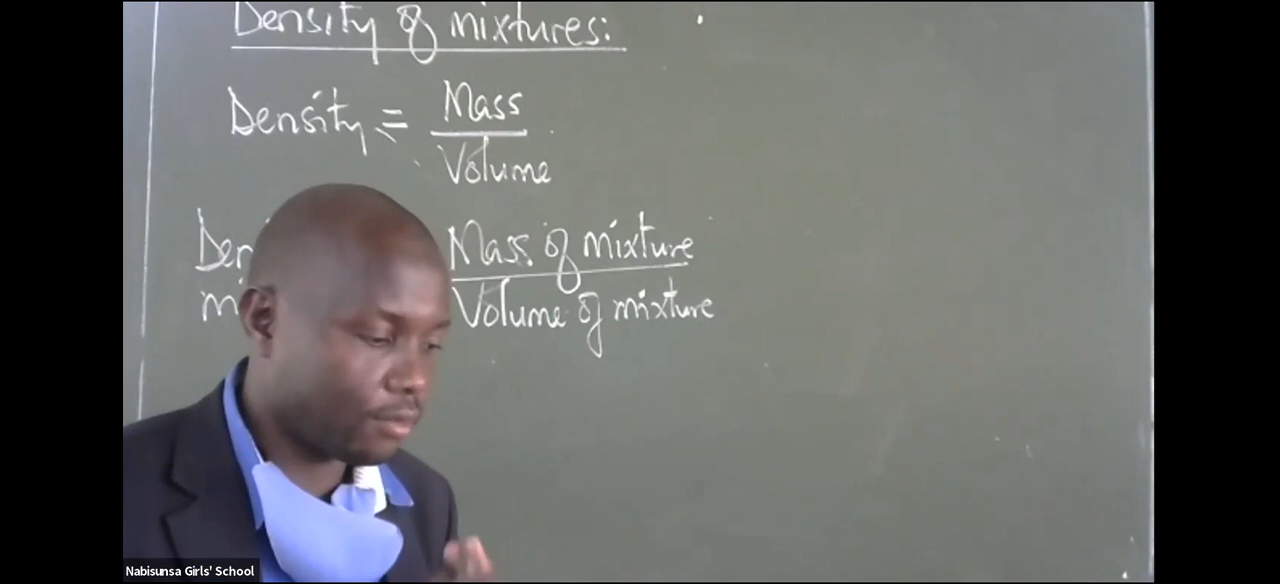 Density of mixtures:
Density = Mass
Volume
Mass of mixture
Volume of mixture
Nabisunsa Girls' School